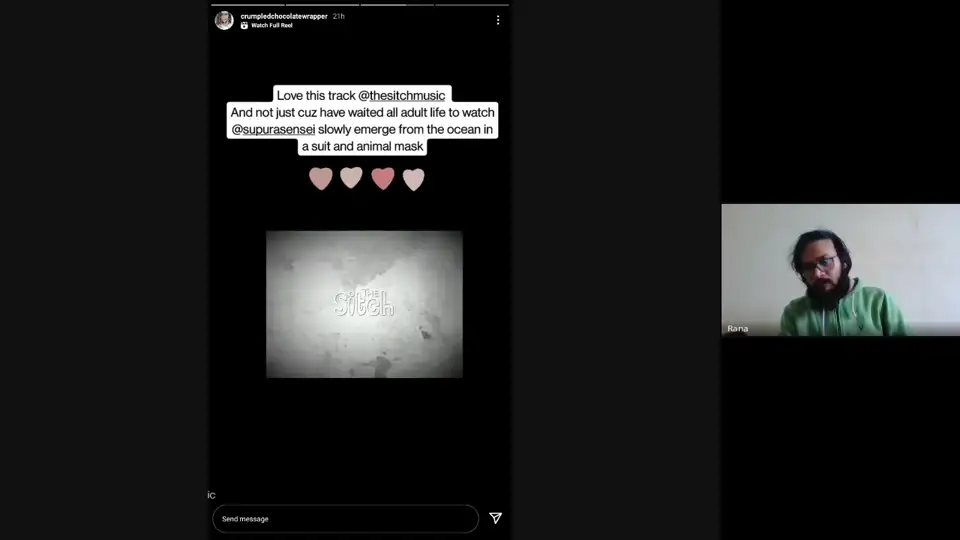 crumpledchocolatewrapper 21h
Watch Full Reel
Love this track @thesitchmusic
And not just cuz have waited all adult life to watch
@supurasensei slowly emerge from the ocean in
a suit and animal mask
THE
Sitch
Rana
ic
Send message